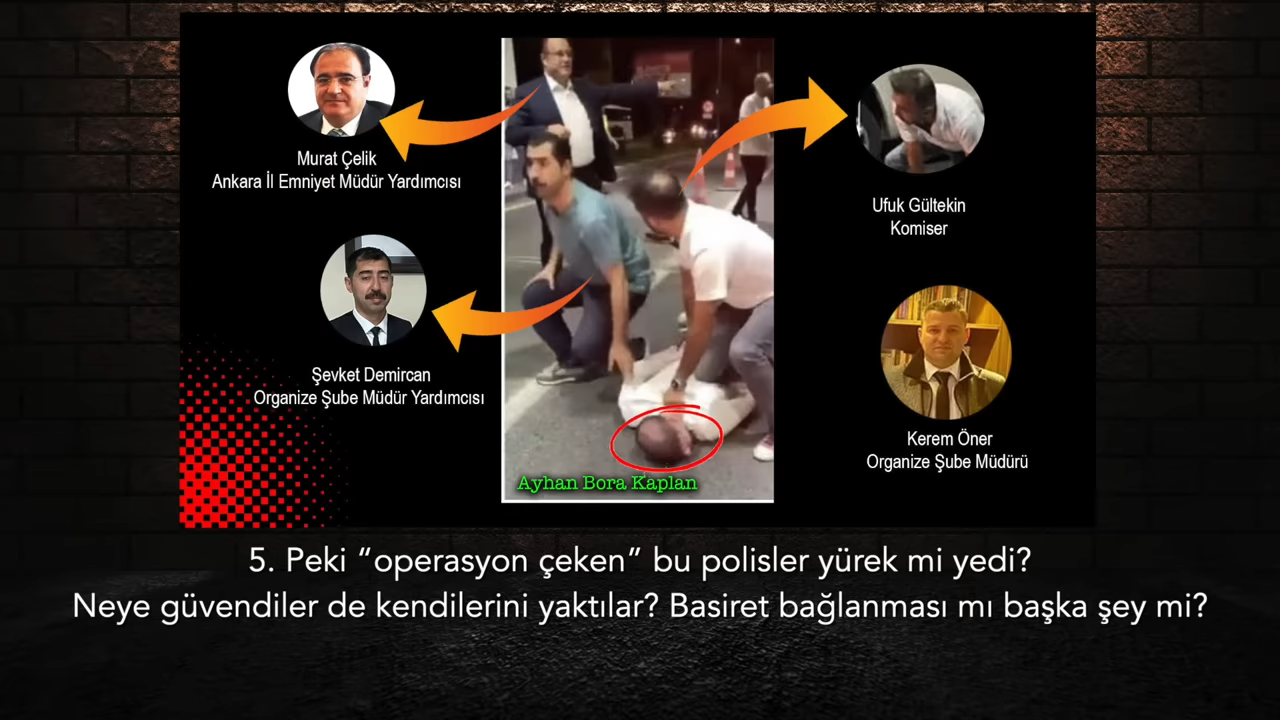 Murat Çelik
Ankara İl Emniyet Müdür Yardımcısı
Şevket Demircan
Organize Şube Müdür Yardımcısı
Ayhan Bora Kaplan
Ufuk Gültekin
Komiser
Kerem Öner
Organize Şube Müdürü
5. Peki “operasyon çeken” bu polisler yürek mi yedi?
Neye güvendiler de kendilerini yaktılar? Basiret bağlanması mı başka şey mi?